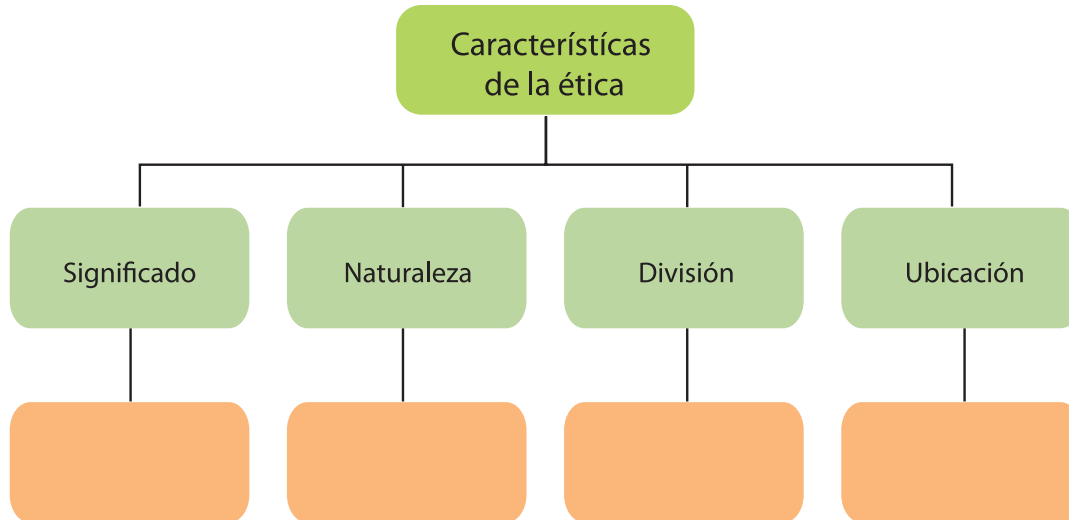 Característícas
de la ética
Significado
Naturaleza
División
Ubicación